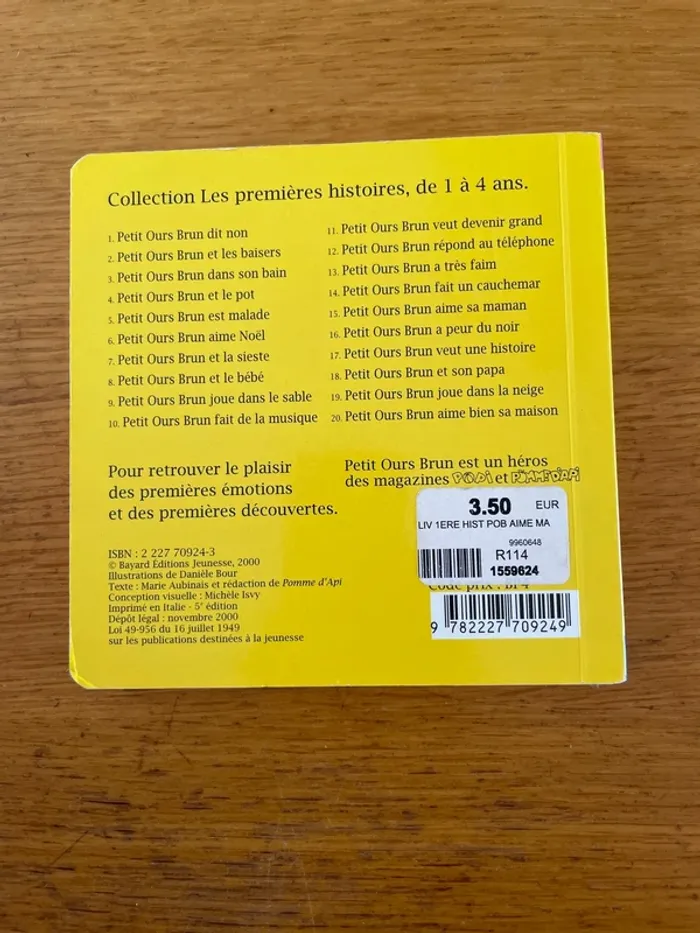 Collection Les premières histoires, de 1 à 4 ans.
1. Petit Ours Brun dit non
2. Petit Ours Brun et les baisers
3. Petit Ours Brun dans son bain
4. Petit Ours Brun et le pot
5. Petit Ours Brun est malade
6. Petit Ours Brun aime Noël
7. Petit Ours Brun et la sieste
8. Petit Ours Brun et le bébé
9. Petit Ours Brun joue dans le sable
10. Petit Ours Brun fait de la musique
11. Petit Ours Brun veut devenir grand
12. Petit Ours Brun répond au téléphone
13. Petit Ours Brun a très faim
14. Petit Ours Brun fait un cauchemar
15. Petit Ours Brun aime sa maman
16. Petit Ours Brun a peur du noir
17. Petit Ours Brun veut une histoire
18. Petit Ours Brun et son papa
19. Petit Ours Brun joue dans la neige
20. Petit Ours Brun aime bien sa maison
Pour retrouver le plaisir
des premières émotions
et des premières découvertes.
Petit Ours Brun est un héros
des magazines POPI et POMME D'API
ISBN : 2 227 70924-3
© Bayard Éditions Jeunesse, 2000
Illustrations de Danièle Bour
Texte : Marie Aubinais et rédaction de Pomme d'Api
Conception visuelle : Michèle Isvy
Imprimé en Italie - 5e édition
Dépôt légal : novembre 2000
Loi 49-956 du 16 juillet 1949
sur les publications destinées à la jeunesse
3.50 EUR
LIV 1ERE HIST POB AIME MA
9960648
R114
1559624
Code prix :
9 782227 709249